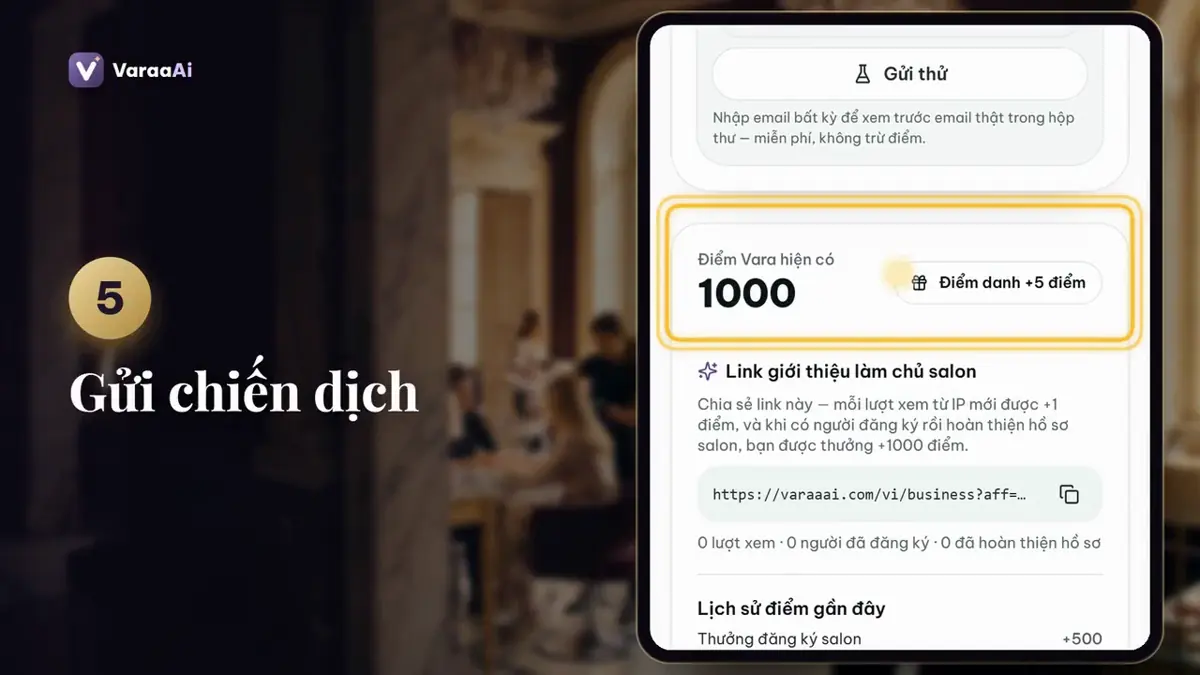 VaraaAi
5
Gửi chiến dịch
Gửi thử
Nhập email bất kỳ để xem trước email thật trong hộp
thư — miễn phí, không trừ điểm.
Điểm Vara hiện có
1000
Điểm danh +5 điểm
Link giới thiệu làm chủ salon
Chia sẻ link này — mỗi lượt xem từ IP mới được +1
điểm, và khi có người đăng ký rồi hoàn thiện hồ sơ
salon, bạn được thưởng +1000 điểm.
https://varaaai.com/vi/business?aff=…
0 lượt xem · 0 người đã đăng ký · 0 đã hoàn thiện hồ sơ
Lịch sử điểm gần đây
Thưởng đăng ký salon +500